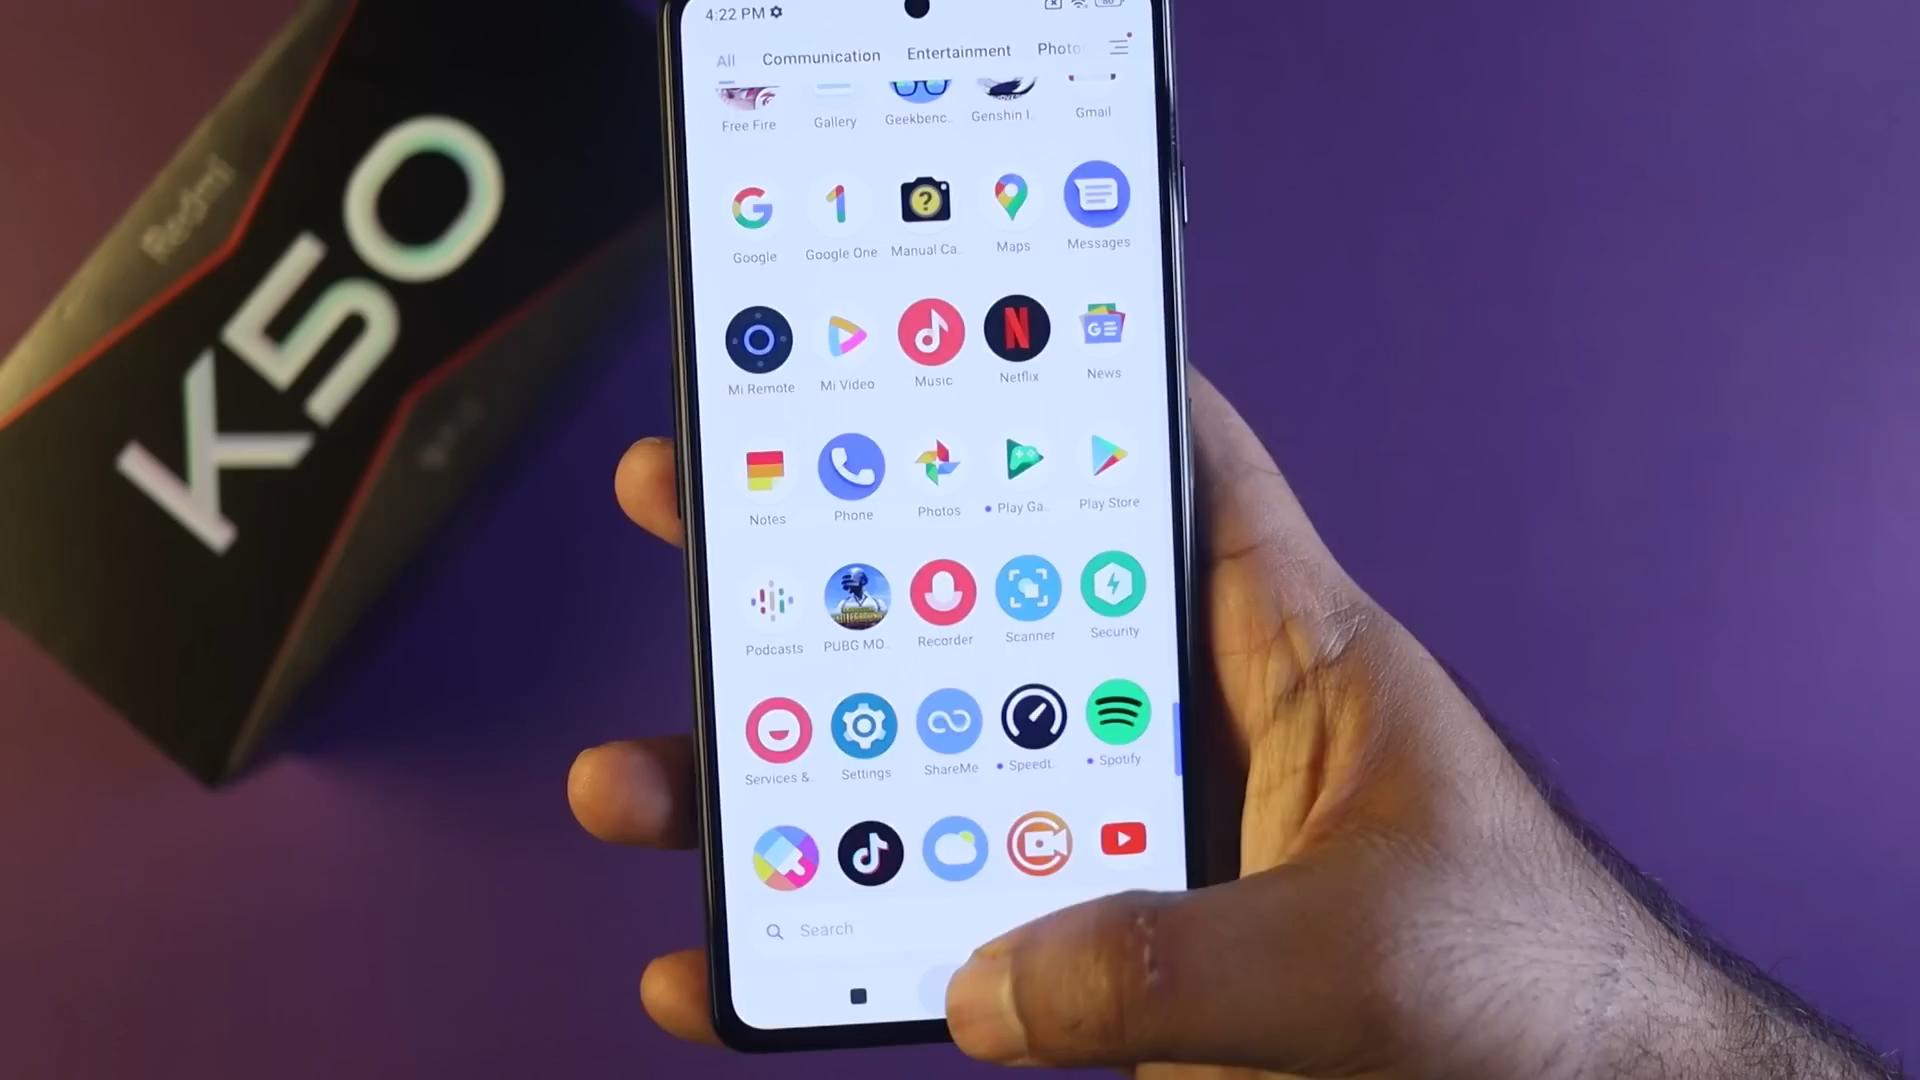 4:22 PM
All Communication Entertainment Photo
Free Fire Gallery Geekbenc.. Genshin I.. Gmail
Google Google One Manual Ca.. Maps Messages
Mi Remote Mi Video Music Netflix News
Notes Phone Photos Play Ga.. Play Store
Podcasts PUBG MO.. Recorder Scanner Security
Services &.. Settings ShareMe Speedt.. Spotify
Search
Redmi
K50